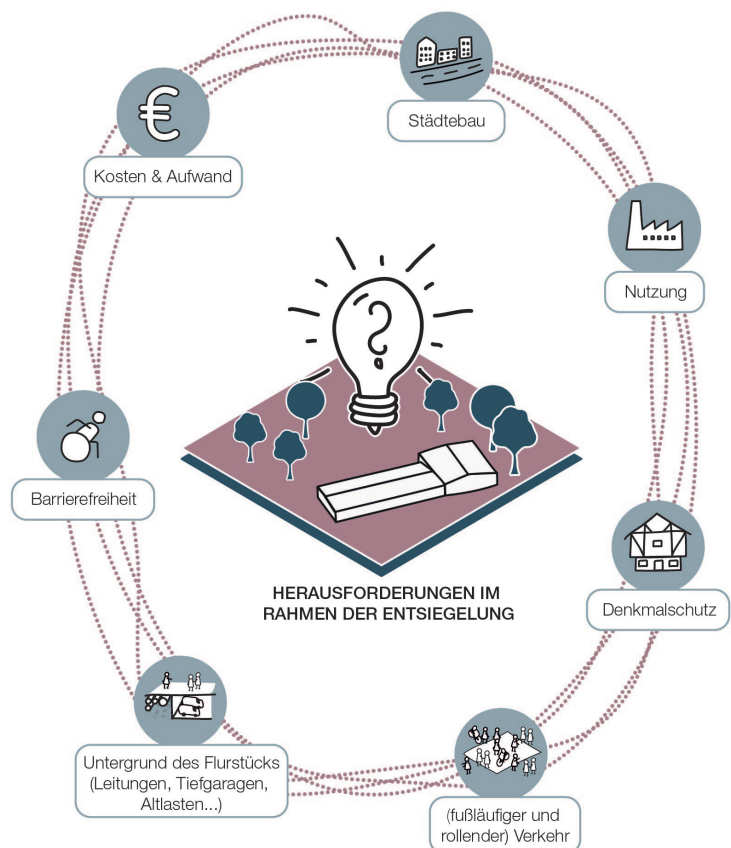 Städtebau
€
Kosten & Aufwand
Nutzung
?
Barrierefreiheit
HERAUSFORDERUNGEN IM
RAHMEN DER ENTSIEGELUNG
Denkmalschutz
Untergrund des Flurstücks
(Leitungen, Tiefgaragen,
Altlasten...)
(fußläufiger und
rollender) Verkehr